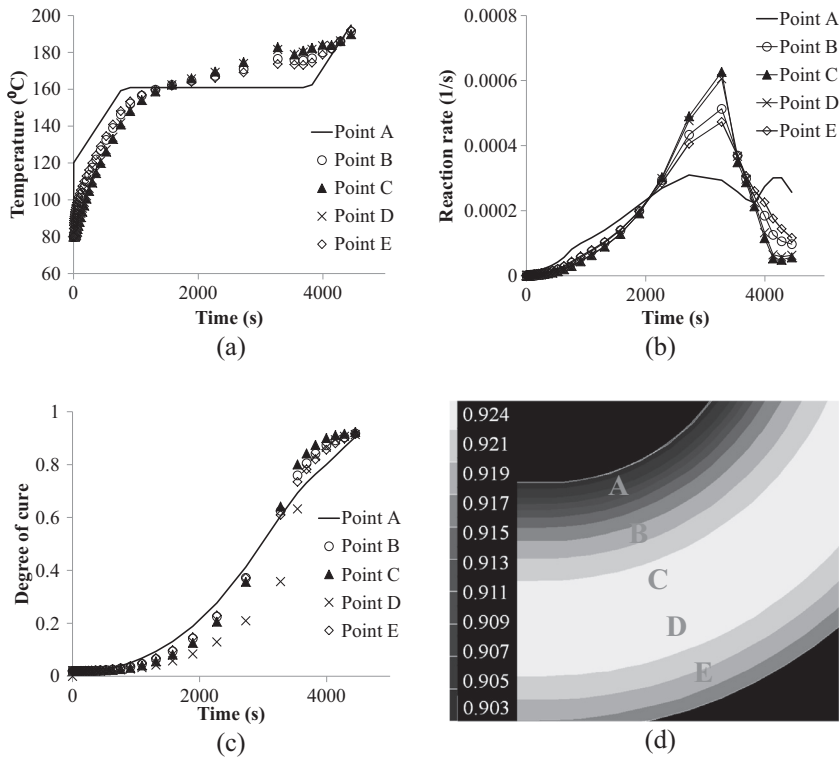 200
180
160
140
120
100
80
60
0
2000
4000
Temperature (⁰C)
Time (s)
Point A
Point B
Point C
Point D
Point E
(a)
0.0008
0.0006
0.0004
0.0002
0
0
2000
4000
Reaction rate (1/s)
Time (s)
Point A
Point B
Point C
Point D
Point E
(b)
1
0.8
0.6
0.4
0.2
0
0
2000
4000
Degree of cure
Time (s)
Point A
Point B
Point C
Point D
Point E
(c)
0.924
0.921
0.919
0.917
0.915
0.913
0.911
0.909
0.907
0.905
0.903
A
B
C
D
E
(d)